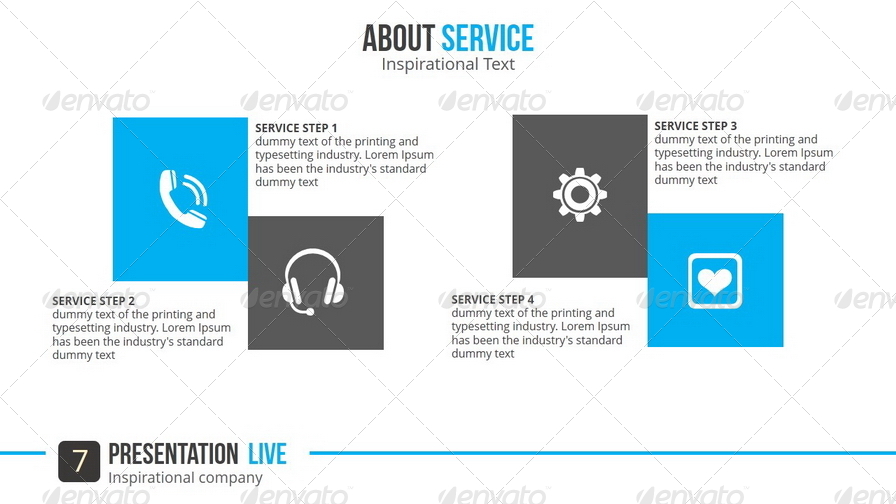 ABOUT SERVICE
Inspirational Text
envato envato envato envato envato
SERVICE STEP 1
dummy text of the printing and
typesetting industry. Lorem Ipsum
has been the industry's standard
dummy text
SERVICE STEP 3
dummy text of the printing and
typesetting industry. Lorem Ipsum
has been the industry's standard
dummy text
SERVICE STEP 2
dummy text of the printing and
typesetting industry. Lorem Ipsum
has been the industry's standard
dummy text
SERVICE STEP 4
dummy text of the printing and
typesetting industry. Lorem Ipsum
has been the industry's standard
dummy text
envato envato envato envato envato
7
PRESENTATION LIVE
Inspirational company
envato envato envato envato envato